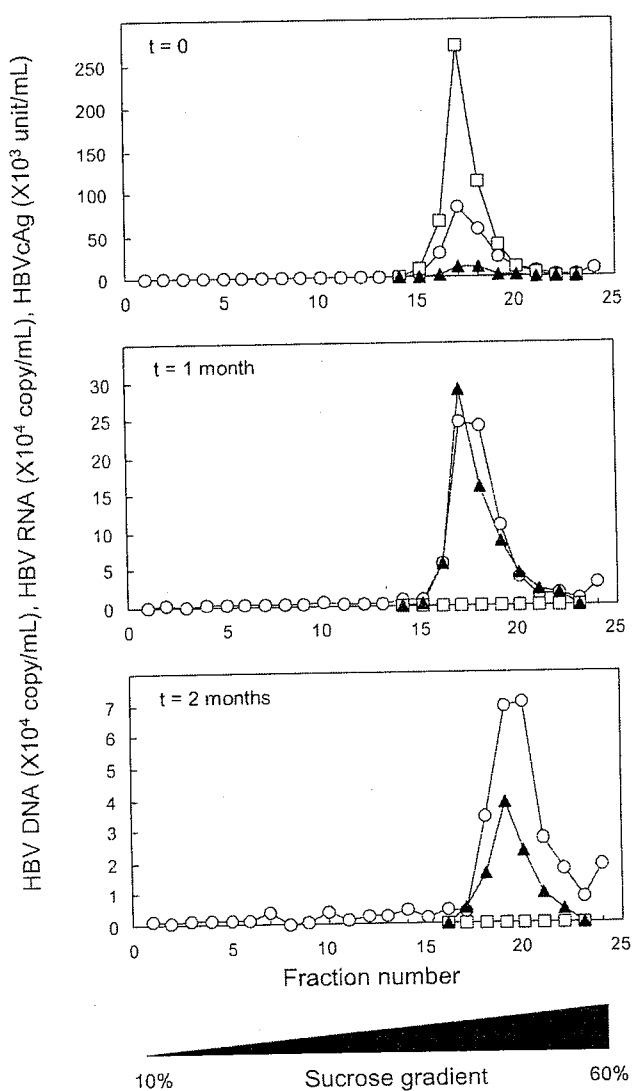 HBV DNA (X10⁴ copy/mL), HBV RNA (X10⁴ copy/mL), HBVcAg (X10³ unit/mL)
t = 0
250
200
150
100
50
0
0 5 10 15 20 25
t = 1 month
30
25
20
15
10
5
0
0 5 10 15 20 25
t = 2 months
7
6
5
4
3
2
1
0
0 5 10 15 20 25
Fraction number
10% Sucrose gradient 60%